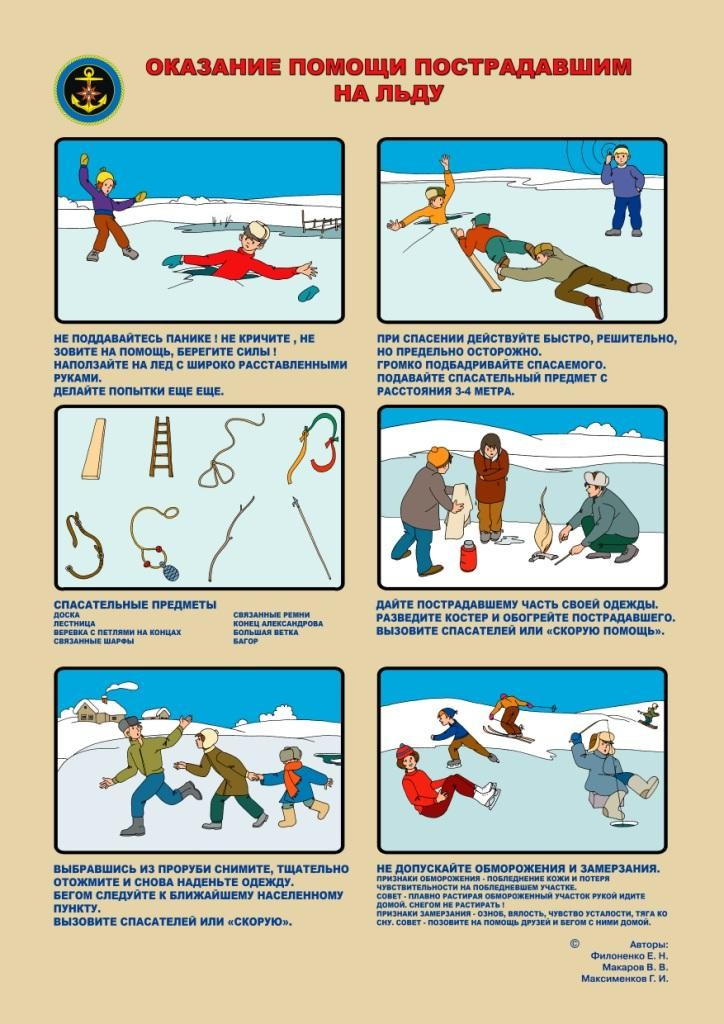 ОКАЗАНИЕ ПОМОЩИ ПОСТРАДАВШИМ
НА ЛЬДУ
НЕ ПОДДАВАЙТЕСЬ ПАНИКЕ ! НЕ КРИЧИТЕ , НЕ
ЗОВИТЕ НА ПОМОЩЬ, БЕРЕГИТЕ СИЛЫ !
НАПОЛЗАЙТЕ НА ЛЕД С ШИРОКО РАССТАВЛЕННЫМИ
РУКАМИ.
ДЕЛАЙТЕ ПОПЫТКИ ЕЩЕ ЕЩЕ.
ПРИ СПАСЕНИИ ДЕЙСТВУЙТЕ БЫСТРО, РЕШИТЕЛЬНО,
НО ПРЕДЕЛЬНО ОСТОРОЖНО.
ГРОМКО ПОДБАДРИВАЙТЕ СПАСАЕМОГО.
ПОДАВАЙТЕ СПАСАТЕЛЬНЫЙ ПРЕДМЕТ С
РАССТОЯНИЯ 3-4 МЕТРА.
СПАСАТЕЛЬНЫЕ ПРЕДМЕТЫ
ДОСКА
ЛЕСТНИЦА
ВЕРЕВКА С ПЕТЛЯМИ НА КОНЦАХ
СВЯЗАННЫЕ ШАРФЫ
СВЯЗАННЫЕ РЕМНИ
КОНЕЦ АЛЕКСАНДРОВА
БОЛЬШАЯ ВЕТКА
БАГОР
ДАЙТЕ ПОСТРАДАВШЕМУ ЧАСТЬ СВОЕЙ ОДЕЖДЫ.
РАЗВЕДИТЕ КОСТЕР И ОБОГРЕЙТЕ ПОСТРАДАВШЕГО.
ВЫЗОВИТЕ СПАСАТЕЛЕЙ ИЛИ «СКОРУЮ ПОМОЩЬ».
ВЫБРАВШИСЬ ИЗ ПРОРУБИ СНИМИТЕ, ТЩАТЕЛЬНО
ОТОЖМИТЕ И СНОВА НАДЕНЬТЕ ОДЕЖДУ.
БЕГОМ СЛЕДУЙТЕ К БЛИЖАЙШЕМУ НАСЕЛЕННОМУ
ПУНКТУ.
ВЫЗОВИТЕ СПАСАТЕЛЕЙ ИЛИ «СКОРУЮ».
НЕ ДОПУСКАЙТЕ ОБМОРОЖЕНИЯ И ЗАМЕРЗАНИЯ.
ПРИЗНАКИ ОБМОРОЖЕНИЯ - ПОБЛЕДНЕНИЕ КОЖИ И ПОТЕРЯ
ЧУВСТВИТЕЛЬНОСТИ НА ПОБЛЕДНЕВШЕМ УЧАСТКЕ.
СОВЕТ - ПЛАВНО РАСТИРАЯ ОБМОРОЖЕННЫЙ УЧАСТОК РУКОЙ ИДИТЕ
ДОМОЙ. СНЕГОМ НЕ РАСТИРАТЬ !
ПРИЗНАКИ ЗАМЕРЗАНИЯ - ОЗНОБ, ВЯЛОСТЬ, ЧУВСТВО УСТАЛОСТИ, ТЯГА КО
СНУ. СОВЕТ - ПОЗОВИТЕ НА ПОМОЩЬ ДРУЗЕЙ И БЕГОМ С НИМИ ДОМОЙ.
© Авторы:
Филоненко Е. Н.
Макаров В. В.
Максименков Г. И.